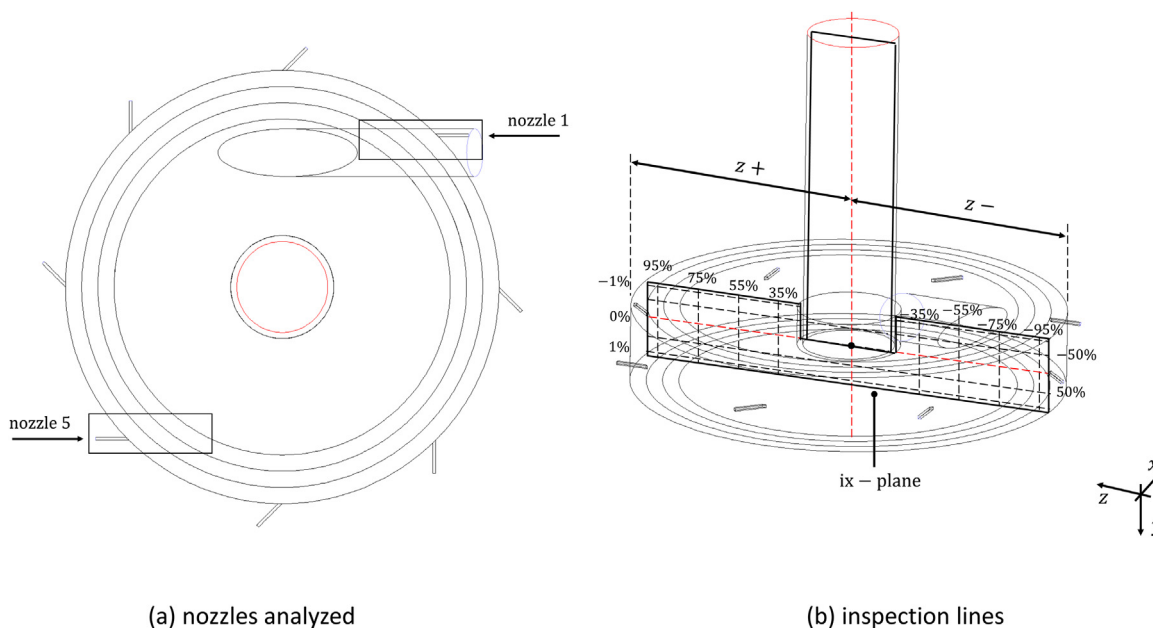 nozzle 1
nozzle 5
(a) nozzles analyzed
z +
z −
95%
75%
55%
35%
−1%
0%
1%
−35%
−55%
−75%
−95%
−50%
50%
ix − plane
x
z
(b) inspection lines